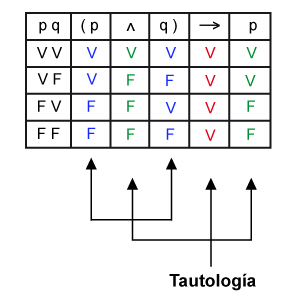 p q ( p ∧ q ) → p
V V V V V V V
V F V F F V V
F V F F V V F
F F F F F V F
Tautología